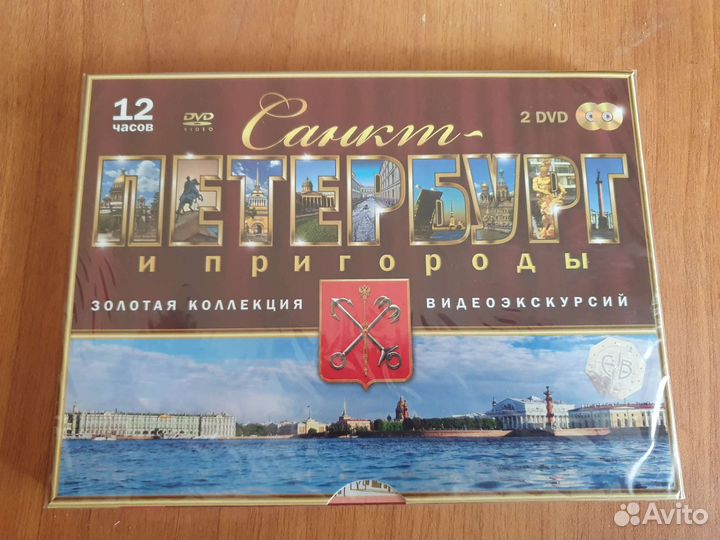 12
часов
DVD
VIDEO
Санкт-
2 DVD
ПЕТЕРБУРГ
и пригороды
ЗОЛОТАЯ КОЛЛЕКЦИЯ ВИДЕОЭКСКУРСИЙ
Avito